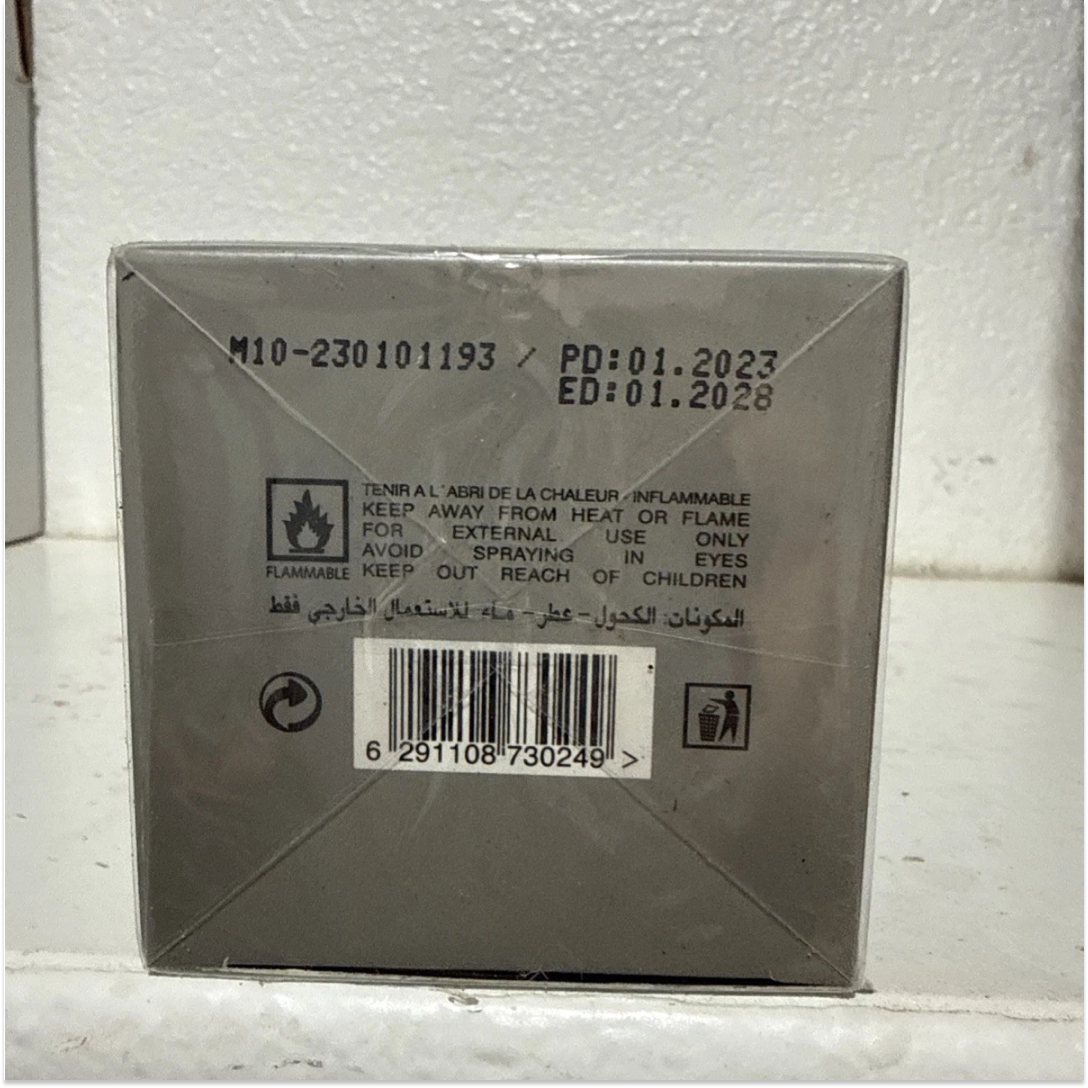 M10-230101193 / PD:01.2023
ED:01.2028
TENIR A L'ABRI DE LA CHALEUR - INFLAMMABLE
KEEP AWAY FROM HEAT OR FLAME
FOR EXTERNAL USE ONLY
AVOID SPRAYING IN EYES
KEEP OUT REACH OF CHILDREN
FLAMMABLE
المكونات: الكحول - عطر - ماء للاستعمال الخارجي فقط
6 291108 730249 >